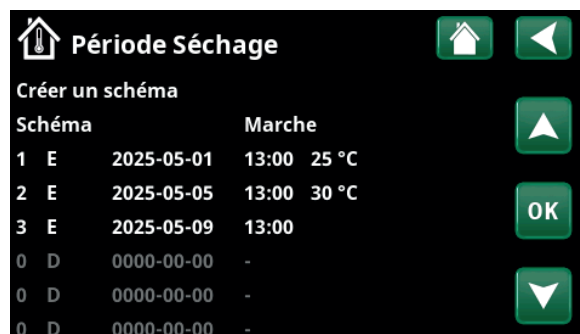 Période Séchage
Créer un schéma
Schéma Marche
1 E 2025-05-01 13:00 25 °C
2 E 2025-05-05 13:00 30 °C
3 E 2025-05-09 13:00
OK
0 D 0000-00-00 -
0 D 0000-00-00 -
0 D 0000-00-00 -